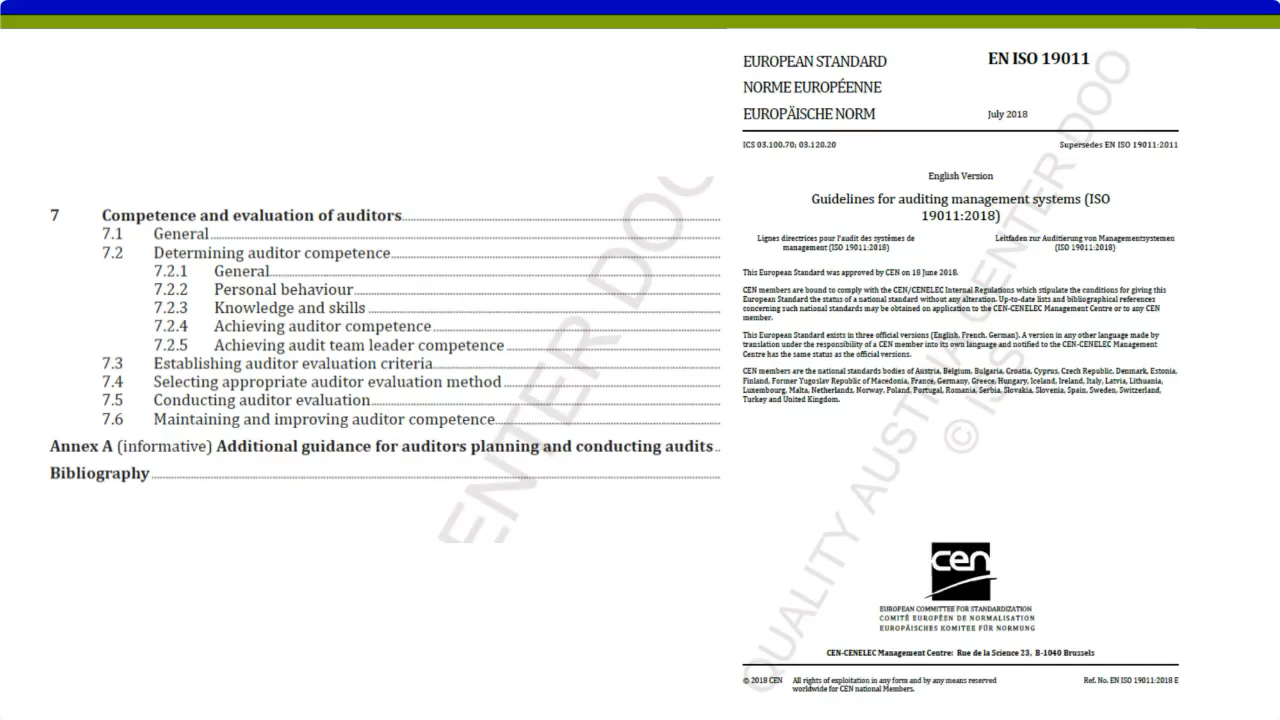 7 Competence and evaluation of auditors
7.1 General
7.2 Determining auditor competence
7.2.1 General
7.2.2 Personal behaviour
7.2.3 Knowledge and skills
7.2.4 Achieving auditor competence
7.2.5 Achieving audit team leader competence
7.3 Establishing auditor evaluation criteria
7.4 Selecting appropriate auditor evaluation method
7.5 Conducting auditor evaluation
7.6 Maintaining and improving auditor competence
Annex A (informative) Additional guidance for auditors planning and conducting audits
Bibliography
ENTER DOO
EUROPEAN STANDARD
NORME EUROPÉENNE
EUROPÄISCHE NORM
EN ISO 19011
July 2018
ICS 03.100.70; 03.120.20
Supersedes EN ISO 19011:2011
English Version
Guidelines for auditing management systems (ISO
19011:2018)
Lignes directrices pour l'audit des systèmes de
management (ISO 19011:2018)
Leitfaden zur Auditierung von Managementsystemen
(ISO 19011:2018)
This European Standard was approved by CEN on 18 June 2018.
CEN members are bound to comply with the CEN/CENELEC Internal Regulations which stipulate the conditions for giving this
European Standard the status of a national standard without any alteration. Up-to-date lists and bibliographical references
concerning such national standards may be obtained on application to the CEN-CENELEC Management Centre or to any CEN
member.
This European Standard exists in three official versions (English, French, German). A version in any other language made by
translation under the responsibility of a CEN member into its own language and notified to the CEN-CENELEC Management
Centre has the same status as the official versions.
CEN members are the national standards bodies of Austria, Belgium, Bulgaria, Croatia, Cyprus, Czech Republic, Denmark, Estonia,
Finland, Former Yugoslav Republic of Macedonia, France, Germany, Greece, Hungary, Iceland, Ireland, Italy, Latvia, Lithuania,
Luxembourg, Malta, Netherlands, Norway, Poland, Portugal, Romania, Serbia, Slovakia, Slovenia, Spain, Sweden, Switzerland,
Turkey and United Kingdom.
cen
EUROPEAN COMMITTEE FOR STANDARDIZATION
COMITÉ EUROPÉEN DE NORMALISATION
EUROPÄISCHES KOMITEE FÜR NORMUNG
CEN-CENELEC Management Centre: Rue de la Science 23, B-1040 Brussels
© 2018 CEN
All rights of exploitation in any form and by any means reserved
worldwide for CEN national Members.
Ref. No. EN ISO 19011:2018 E
QUALITY AUSTRIA CENTER DOO